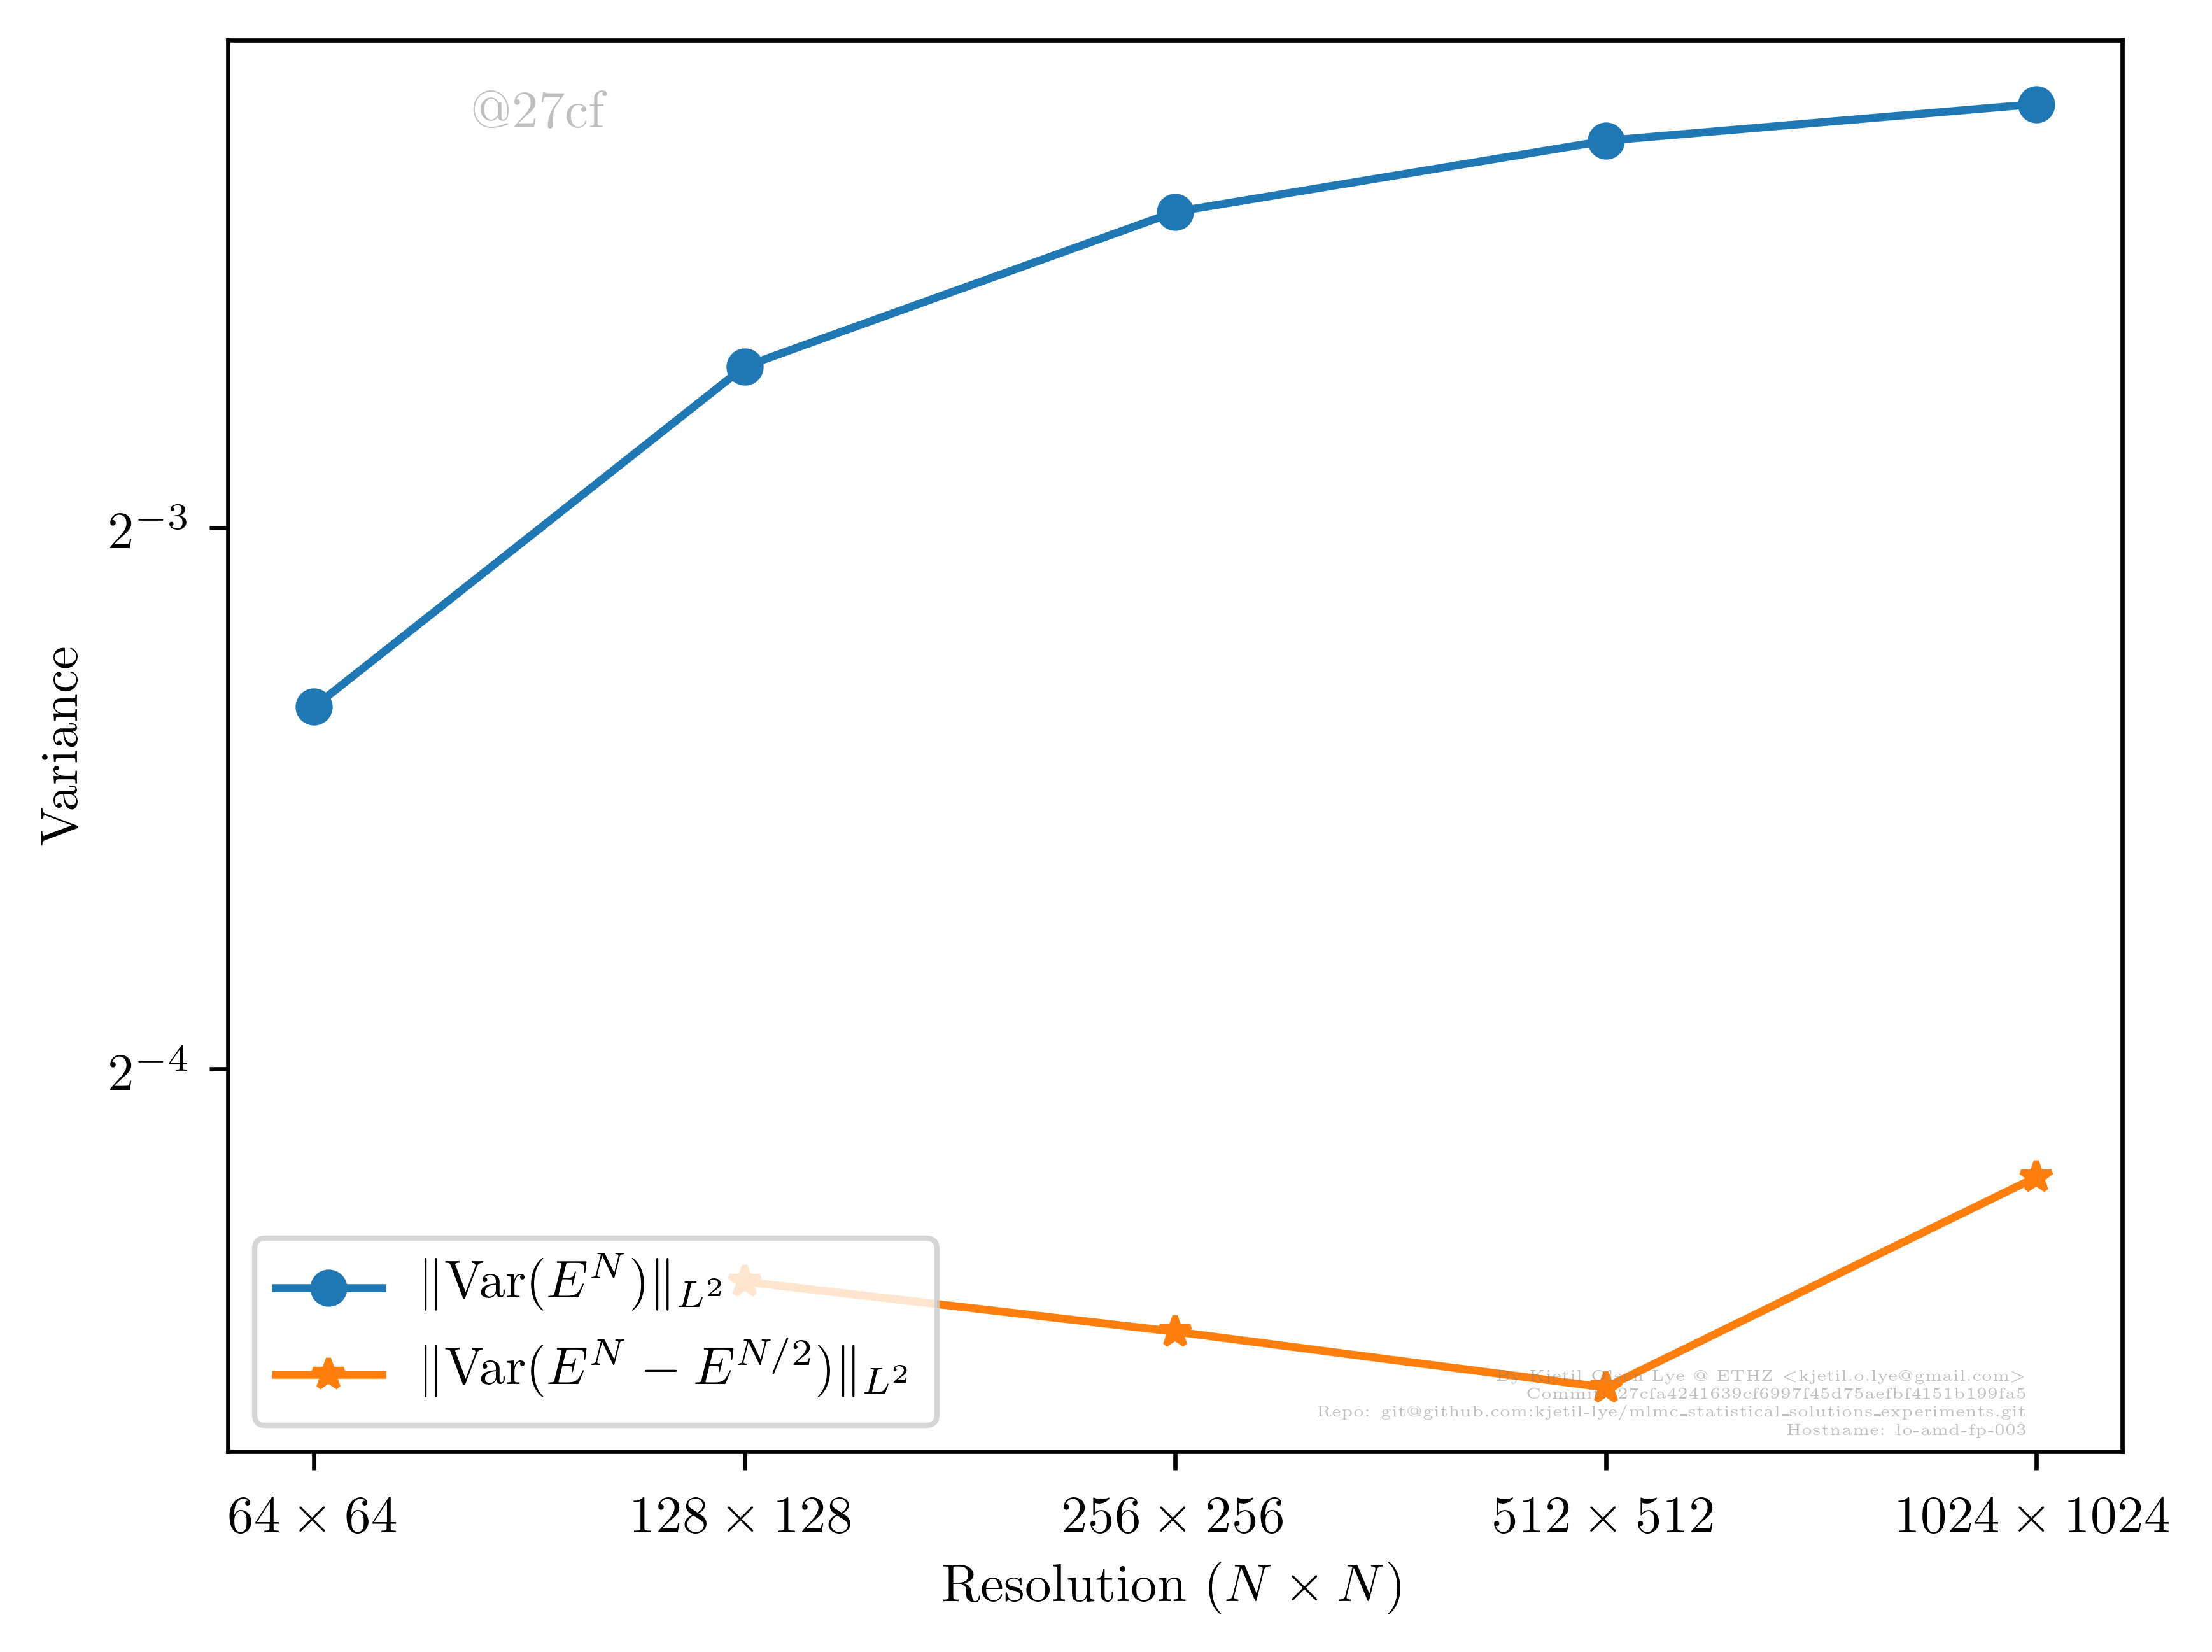 @27cf
2⁻³
Variance
2⁻⁴
‖Var(Eᴺ)‖_{L²}
‖Var(Eᴺ − E^{N/2})‖_{L²}
By Kjetil Olsen Lye @ ETHZ <kjetil.o.lye@gmail.com>
27cfa4241639cf6997f45d75aefbf4151b199fa5
Repo: git@github.com:kjetil-lye/mlmc_statistical_solutions_experiments.git
Hostname: lo-amd-fp-003
64 × 64
128 × 128
256 × 256
512 × 512
1024 × 1024
Resolution (N × N)